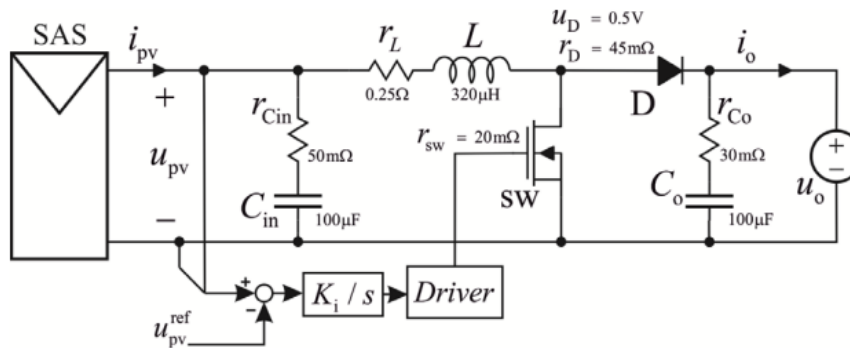 SAS
i_pv
+
u_pv
−
r_Cin
50mΩ
C_in
100μF
r_L
0.25Ω
L
320μH
u_D = 0.5V
r_D = 45mΩ
D
i_o
r_sw = 20mΩ
sw
r_Co
30mΩ
C_o
100μF
+
−
u_o
+
−
K_i / s
Driver
u_pv^ref